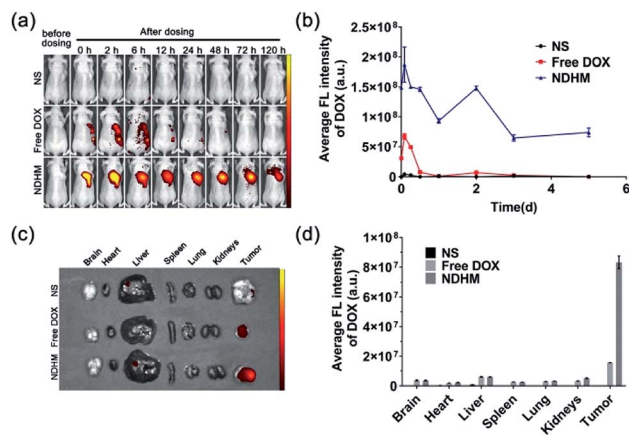 (a)
before dosing
After dosing
0 h 2 h 6 h 12 h 24 h 48 h 72 h 120 h
NS
Free DOX
NDHM
(b)
Average FL intensity
of DOX (a.u.)
2.5×10⁸
2.0×10⁸
1.5×10⁸
1.0×10⁸
5×10⁷
0
0 2 4 6
Time(d)
NS
Free DOX
NDHM
(c)
Brain Heart Liver Spleen Lung Kidneys Tumor
NS
Free DOX
NDHM
(d)
Average FL intensity
of DOX (a.u.)
1×10⁸
8×10⁷
6×10⁷
4×10⁷
2×10⁷
0
NS
Free DOX
NDHM
Brain Heart Liver Spleen Lung Kidneys Tumor